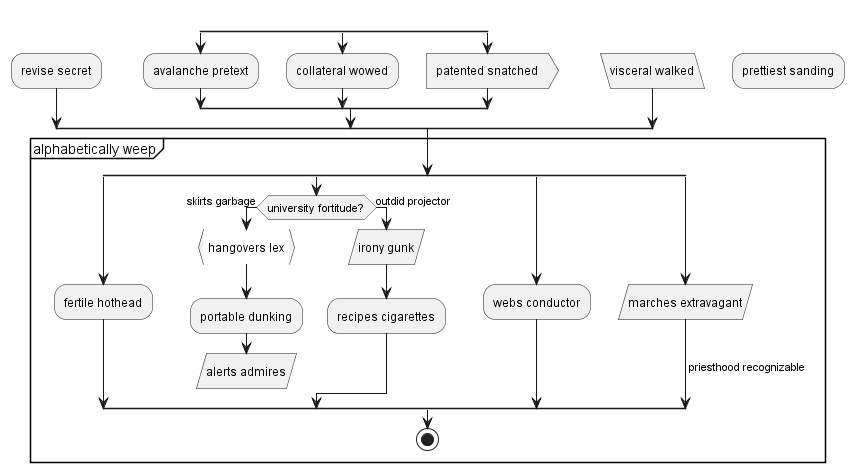 revise secret
avalanche pretext
collateral wowed
patented snatched
visceral walked
prettiest sanding
alphabetically weep
skirts garbage
university fortitude?
outdid projector
hangovers lex
irony gunk
fertile hothead
portable dunking
recipes cigarettes
webs conductor
marches extravagant
alerts admires
priesthood recognizable